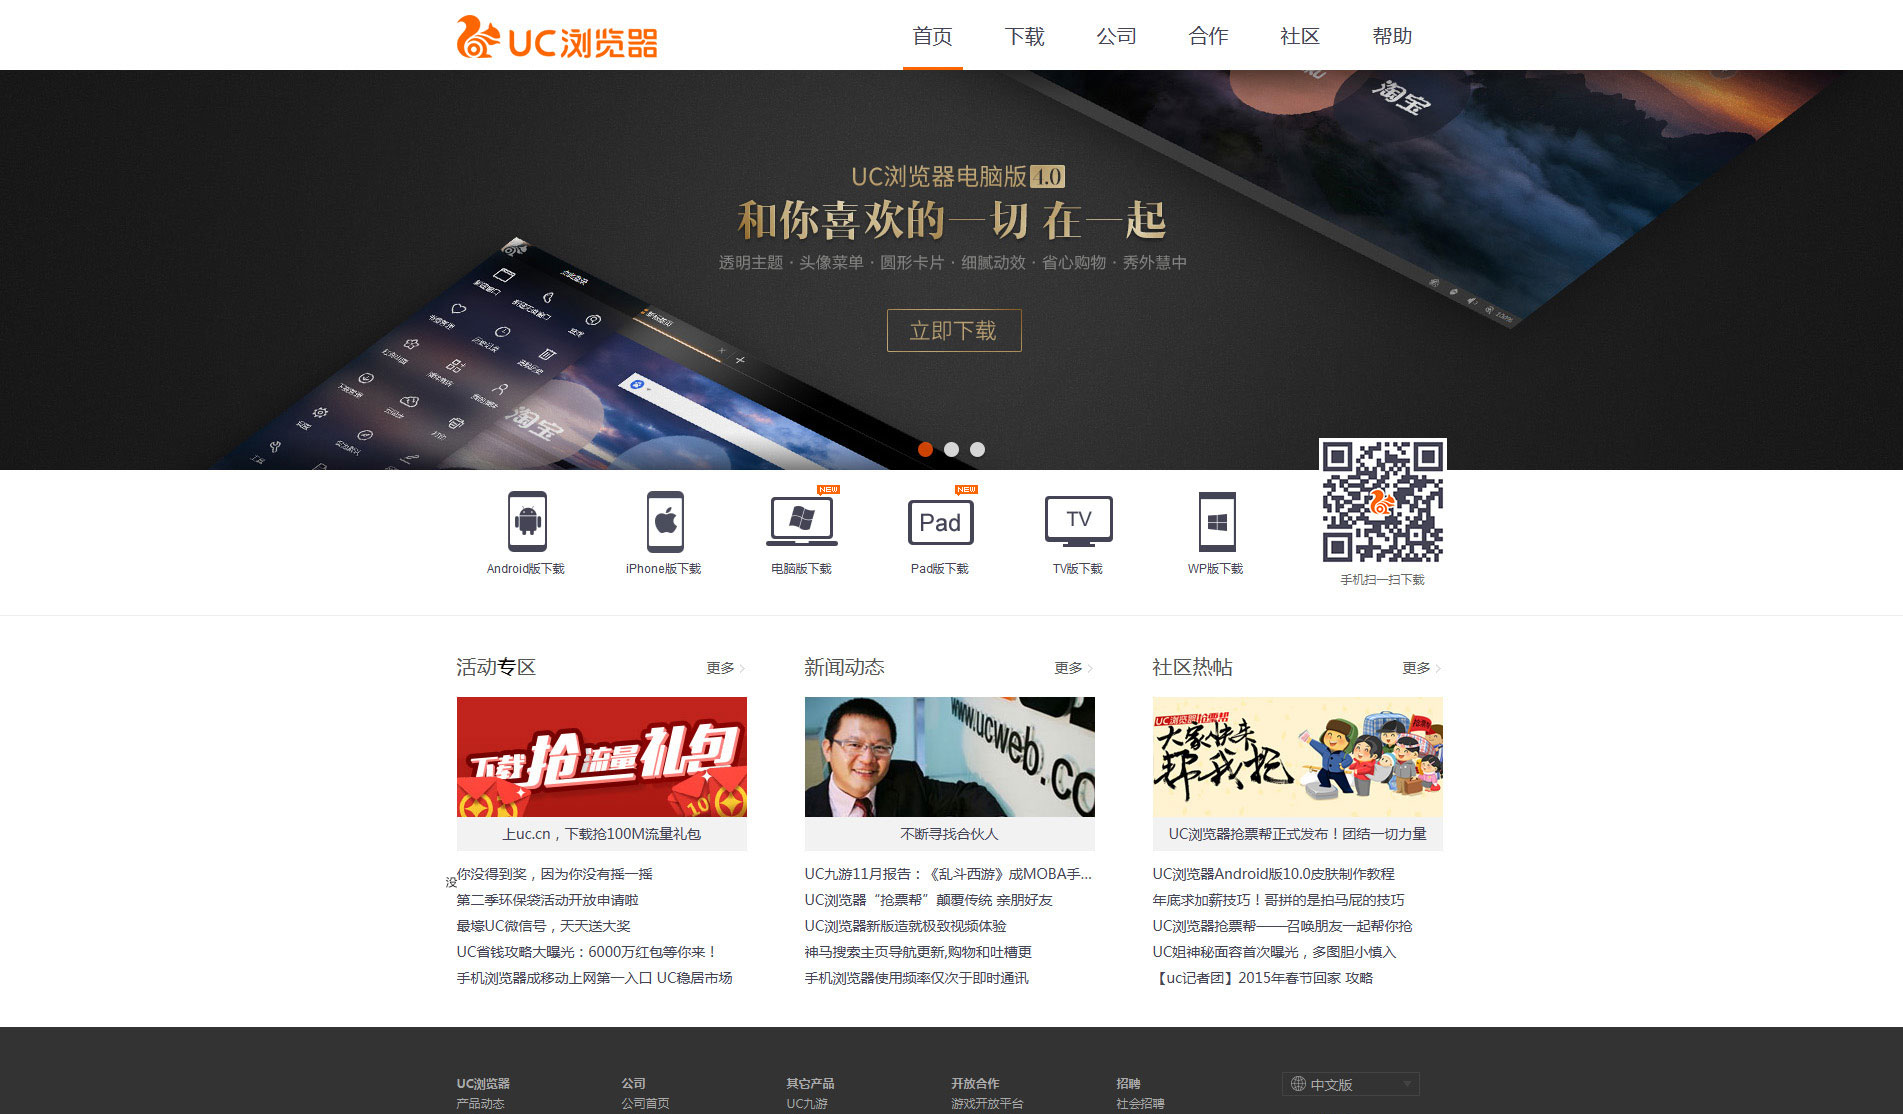 UC浏览器
首页
下载
公司
合作
社区
帮助
淘宝
UC浏览器电脑版 4.0
和你喜欢的一切 在一起
透明主题 · 头像菜单 · 圆形卡片 · 细腻动效 · 省心购物 · 秀外慧中
立即下载
淘宝
NEW
NEW
Pad
TV
Android版下载
iPhone版下载
电脑版下载
Pad版下载
TV版下载
WP版下载
手机扫一扫下载
活动专区
更多
下载抢流量礼包
上uc.cn，下载抢100M流量礼包
没
你没得到奖，因为你没有摇一摇
第二季环保袋活动开放申请啦
最壕UC微信号，天天送大奖
UC省钱攻略大曝光：6000万红包等你来！
手机浏览器成移动上网第一入口 UC稳居市场
新闻动态
更多
www.ucweb.co
不断寻找合伙人
UC九游11月报告：《乱斗西游》成MOBA手...
UC浏览器“抢票帮”颠覆传统 亲朋好友
UC浏览器新版造就极致视频体验
神马搜索主页导航更新,购物和吐槽更
手机浏览器使用频率仅次于即时通讯
社区热帖
更多
UC浏览器抢票帮
大家快来
帮我抢
UC浏览器抢票帮正式发布！团结一切力量
UC浏览器Android版10.0皮肤制作教程
年底求加薪技巧！哥拼的是拍马屁的技巧
UC浏览器抢票帮——召唤朋友一起帮你抢
UC姐神秘面容首次曝光，多图胆小慎入
【uc记者团】2015年春节回家 攻略
UC浏览器
公司
其它产品
开放合作
招聘
中文版
产品动态
公司首页
UC九游
游戏开放平台
社会招聘